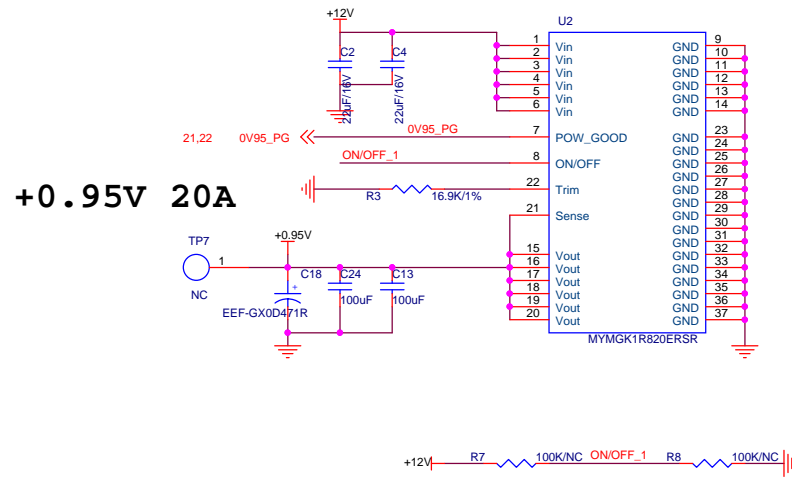 +12V
U2
C2
C4
22uF/16V
22uF/16V
1 Vin GND 9
2 Vin GND 10
3 Vin GND 11
4 Vin GND 12
5 Vin GND 13
6 Vin GND 14
21,22 0V95_PG 0V95_PG 7 POW_GOOD GND 23
GND 24
ON/OFF_1 8 ON/OFF GND 25
GND 26
R3 16.9K/1% 22 Trim GND 27
GND 28
+0.95V 20A
21 Sense GND 29
GND 30
GND 31
TP7
+0.95V
15 Vout GND 32
1
16 Vout GND 33
C18 C24 C13
17 Vout GND 34
18 Vout GND 35
NC
100uF 100uF
19 Vout GND 36
EEF-GX0D471R
+
20 Vout GND 37
MYMGK1R820ERSR
+12V R7 100K/NC ON/OFF_1 R8 100K/NC